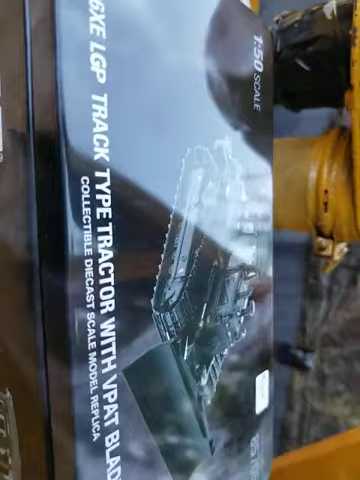 6XE LGP TRACK TYPE TRACTOR WITH VPAT BLAD
COLLECTIBLE DIECAST SCALE MODEL REPLICA
1:50 SCALE